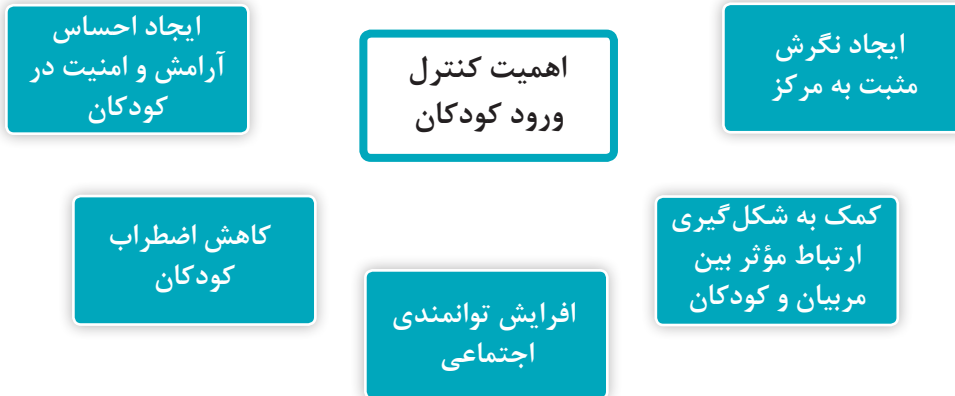 اهمیت کنترل
ورود کودکان
ایجاد نگرش
مثبت به مرکز
کمک به شکل‌گیری
ارتباط مؤثر بین
مربیان و کودکان
افرایش توانمندی
اجتماعی
کاهش اضطراب
کودکان
ایجاد احساس
آرامش و امنیت در
کودکان